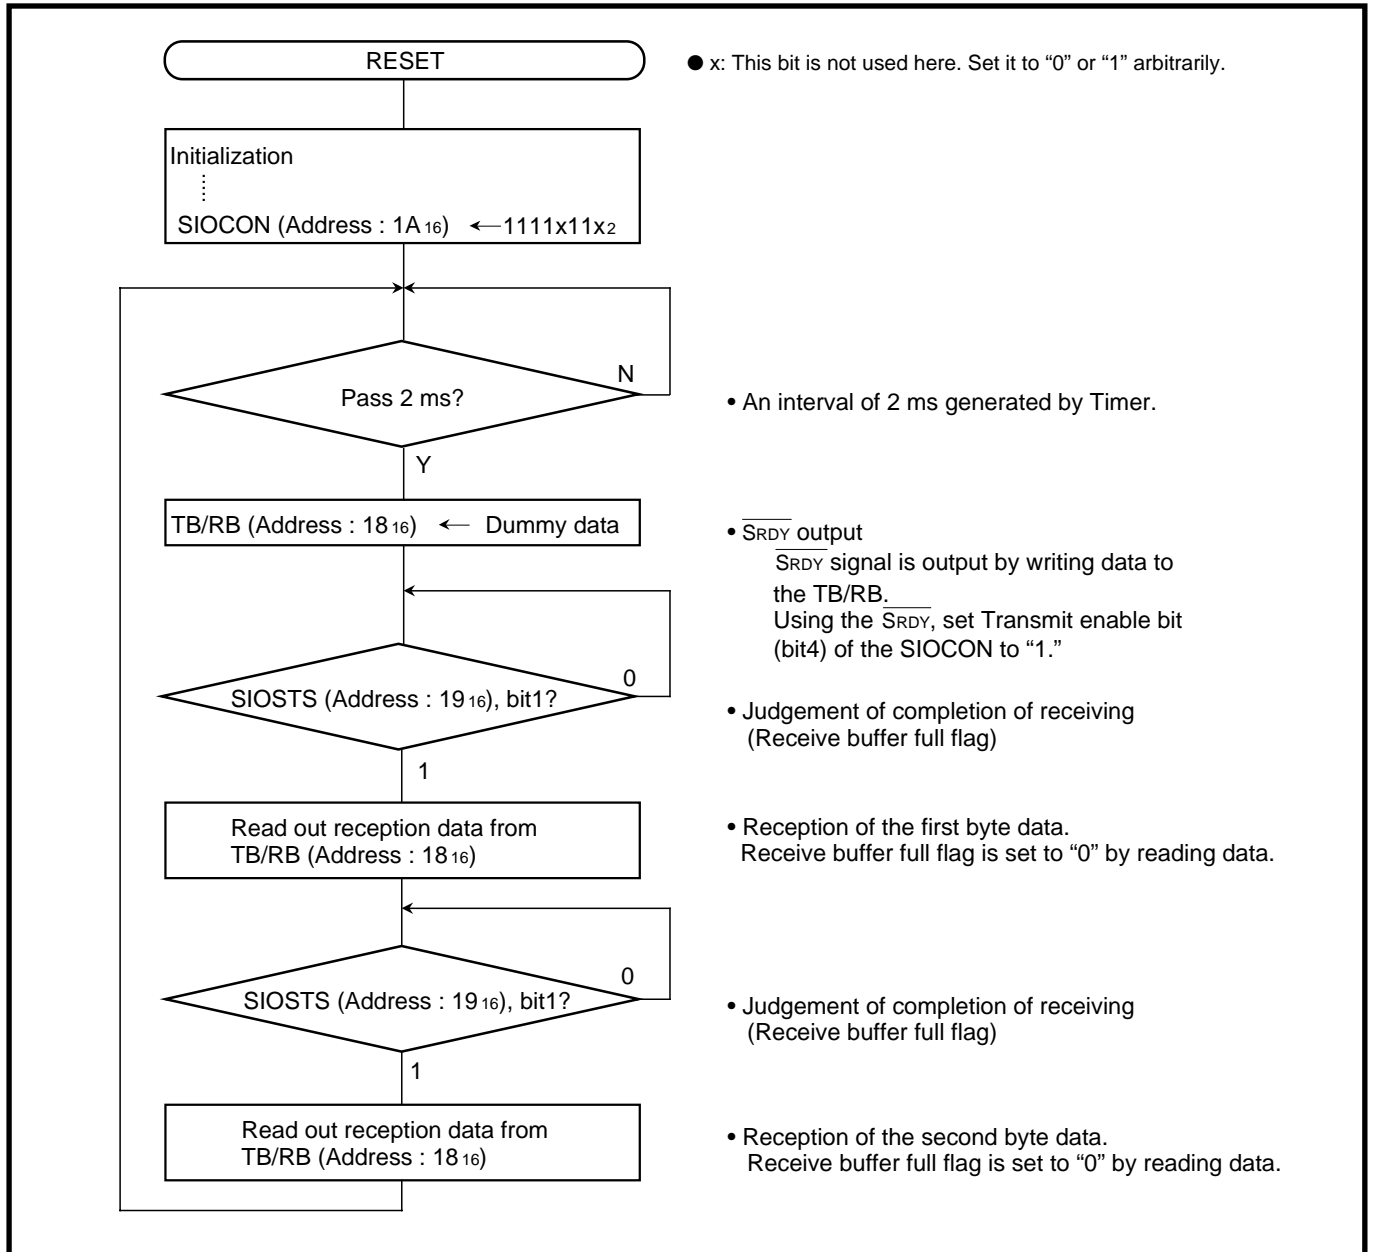 RESET
● x: This bit is not used here. Set it to “0” or “1” arbitrarily.
Initialization
SIOCON (Address : 1A16) ←1111x11x2
N
Pass 2 ms?
• An interval of 2 ms generated by Timer.
Y
TB/RB (Address : 1816) ← Dummy data
• SRDY output
SRDY signal is output by writing data to
the TB/RB.
Using the SRDY, set Transmit enable bit
(bit4) of the SIOCON to “1.”
0
SIOSTS (Address : 1916), bit1?
• Judgement of completion of receiving
(Receive buffer full flag)
1
Read out reception data from
TB/RB (Address : 1816)
• Reception of the first byte data.
Receive buffer full flag is set to “0” by reading data.
0
SIOSTS (Address : 1916), bit1?
• Judgement of completion of receiving
(Receive buffer full flag)
1
Read out reception data from
TB/RB (Address : 1816)
• Reception of the second byte data.
Receive buffer full flag is set to “0” by reading data.